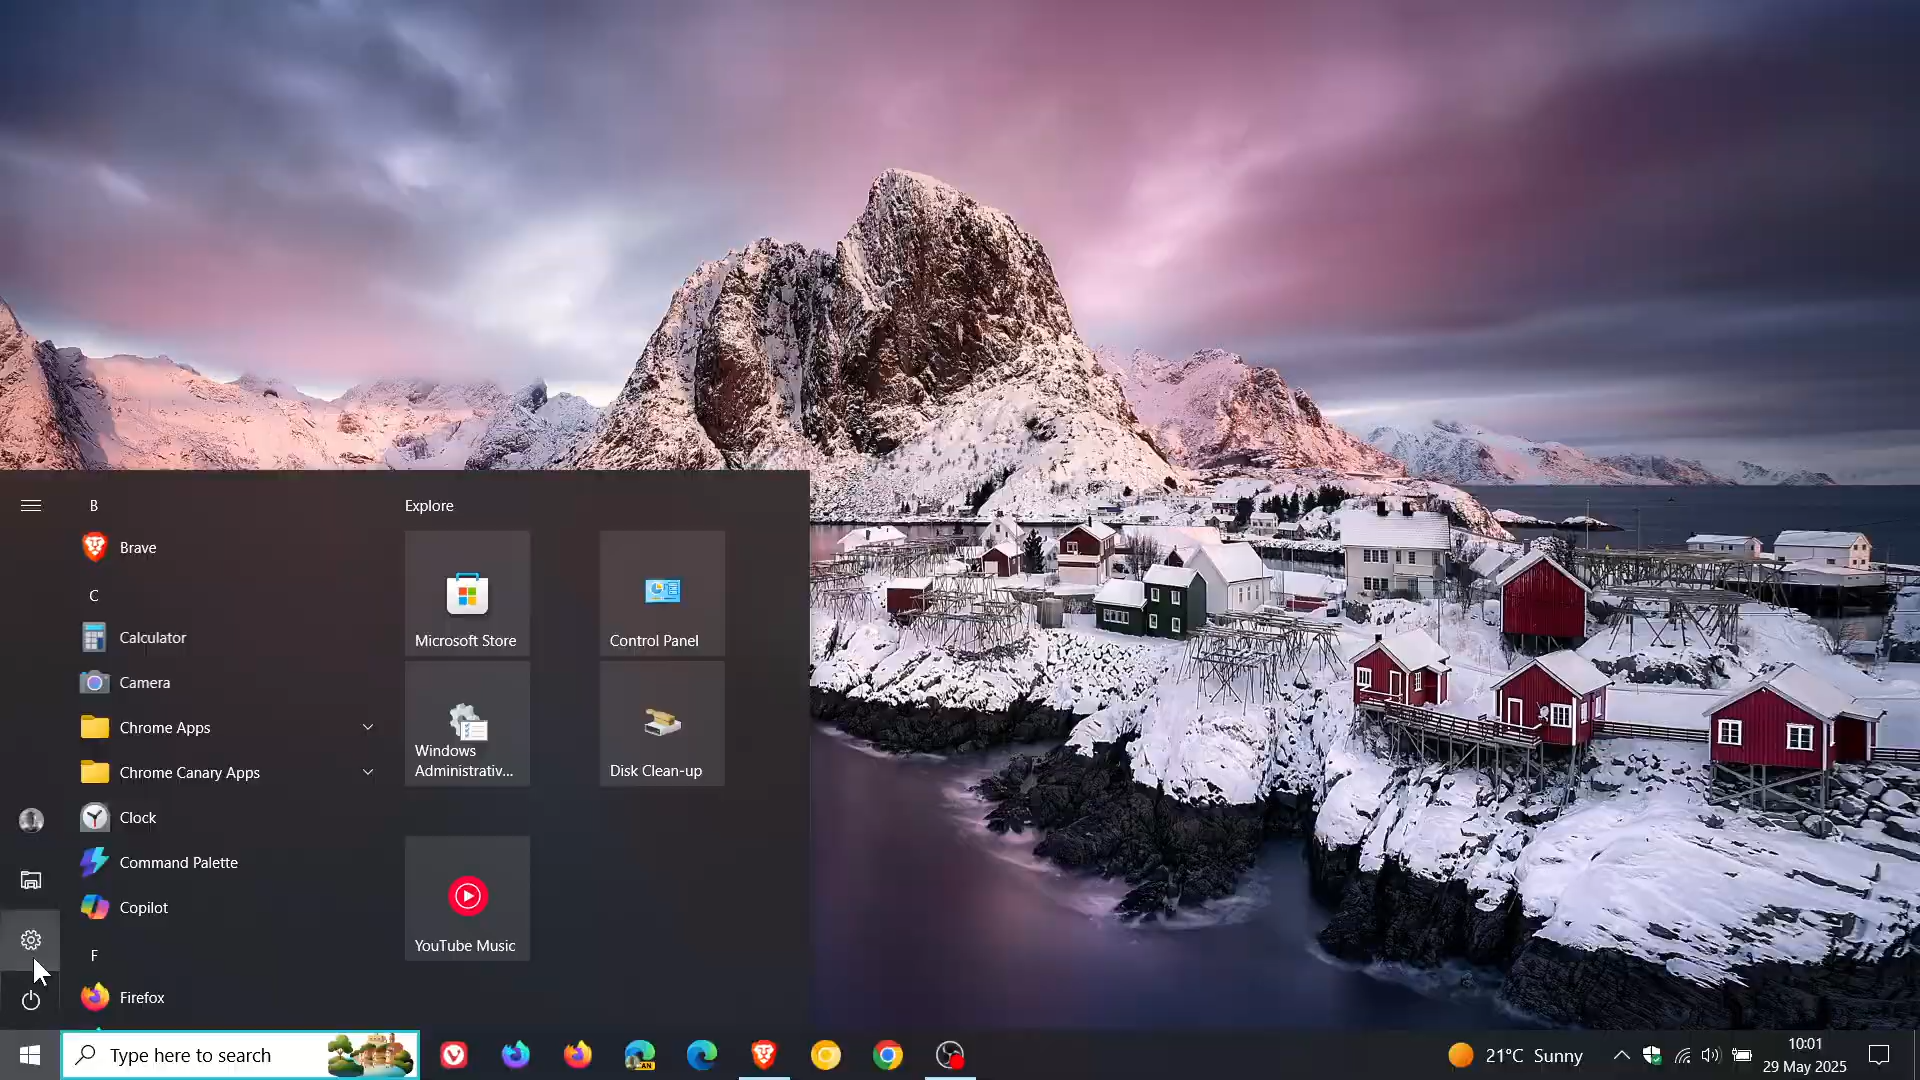 B
Explore
Brave
C
Calculator
Camera
Chrome Apps
Chrome Canary Apps
Clock
Command Palette
Copilot
F
Firefox
Microsoft Store
Control Panel
Windows
Administrativ...
Disk Clean-up
YouTube Music
Type here to search
CAN
21°C Sunny
10:01
29 May 2025